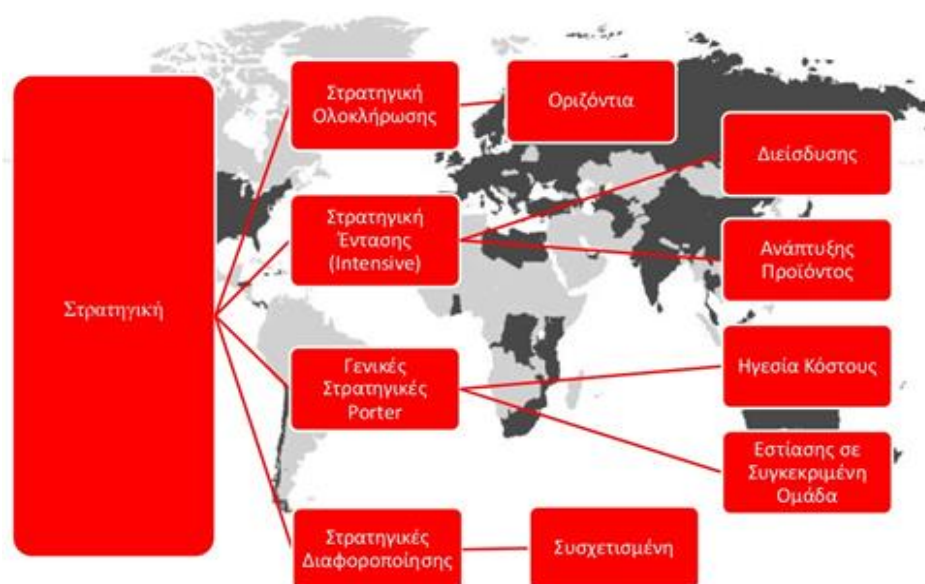 Στρατηγική
Στρατηγική
Ολοκλήρωσης
Οριζόντια
Στρατηγική
Έντασης
(Intensive)
Διείσδυσης
Ανάπτυξης
Προϊόντος
Γενικές
Στρατηγικές
Porter
Ηγεσία Κόστους
Εστίασης σε
Συγκεκριμένη
Ομάδα
Στρατηγικές
Διαφοροποίησης
Συσχετισμένη